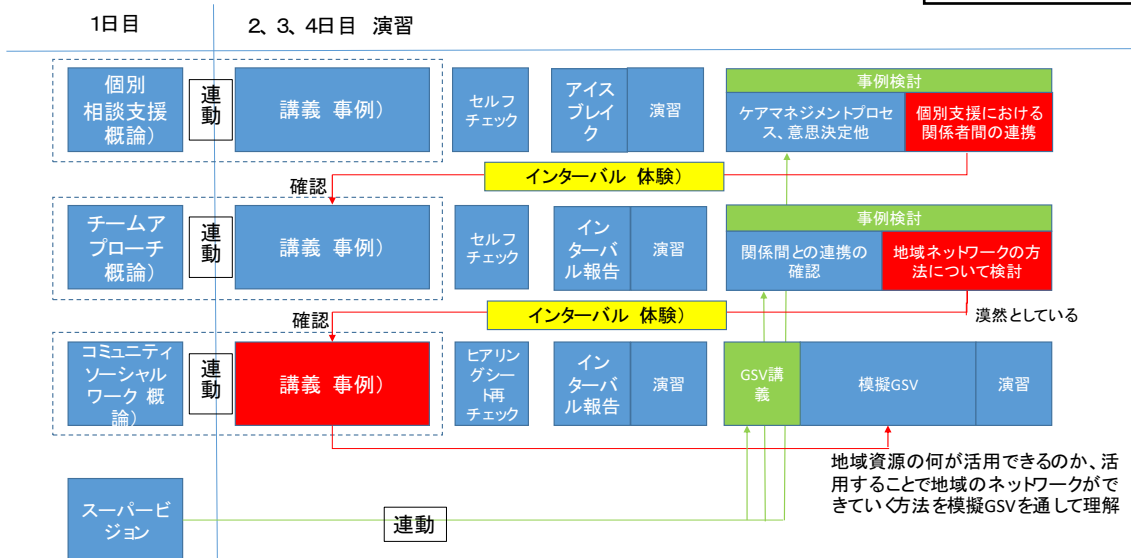 1日目
2、3、4日目 演習
個別
相談支援
概論）
連
動
講義 事例）
セルフ
チェック
アイス
ブレイ
ク
演習
事例検討
ケアマネジメントプロセ
ス、意思決定他
個別支援における
関係者間の連携
インターバル 体験）
確認
チームア
プローチ
概論）
連
動
講義 事例）
セルフ
チェック
イン
ターバ
ル報告
演習
事例検討
関係間との連携の
確認
地域ネットワークの方
法について検討
インターバル 体験）
確認
漠然としている
コミュニティ
ソーシャル
ワーク 概
論）
連
動
講義 事例）
ヒアリン
グシー
ト再
チェック
イン
ターバ
ル報告
演習
GSV講
義
模擬GSV
演習
地域資源の何が活用できるのか、活
用することで地域のネットワークがで
きていく方法を模擬GSVを通して理解
スーパービ
ジョン
連動